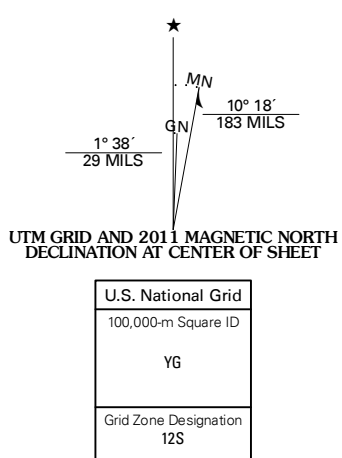 ★
MN
GN
10° 18´
183 MILS
1° 38´
29 MILS
UTM GRID AND 2011 MAGNETIC NORTH
DECLINATION AT CENTER OF SHEET
U.S. National Grid
100,000-m Square ID
YG
Grid Zone Designation
12S